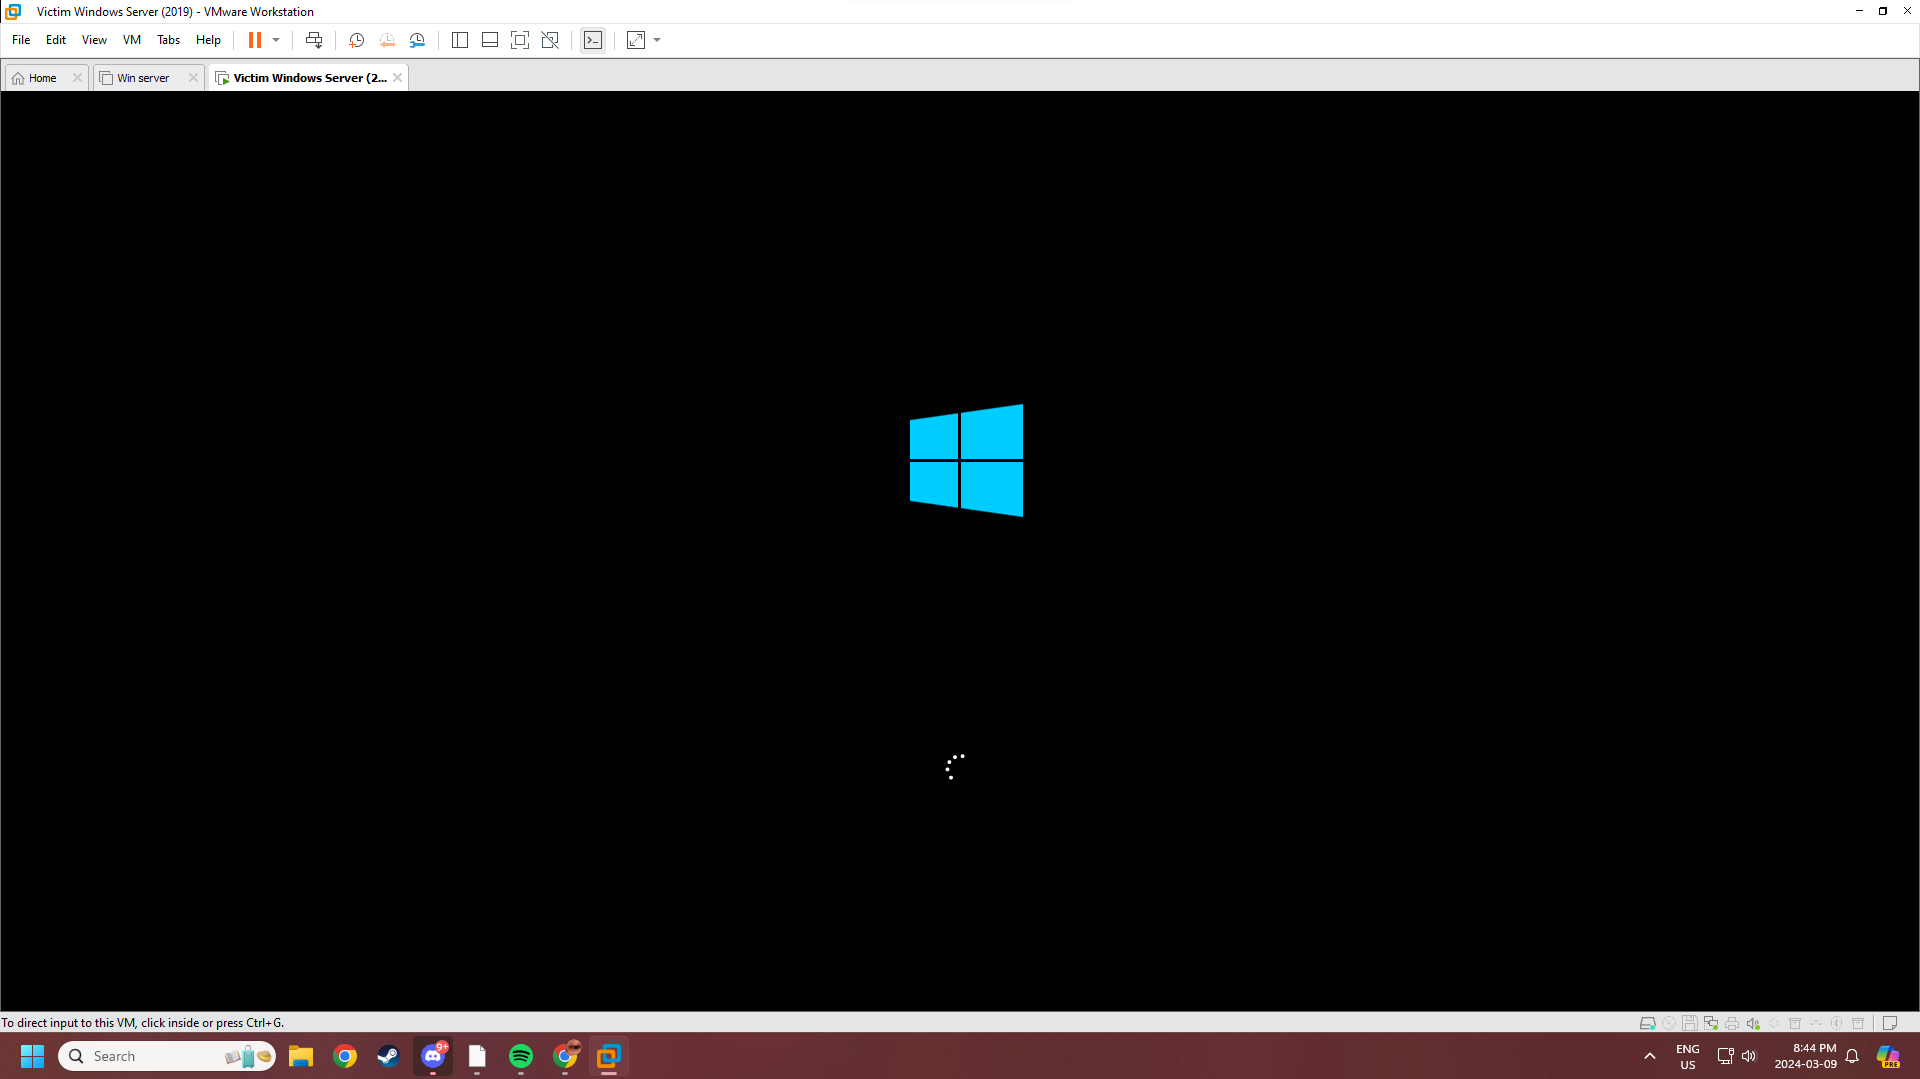 Victim Windows Server (2019) - VMware Workstation
File Edit View VM Tabs Help
Home Win server Victim Windows Server (2...
To direct input to this VM, click inside or press Ctrl+G.
Search
9+
ENG
US
8:44 PM
2024-03-09
PRE